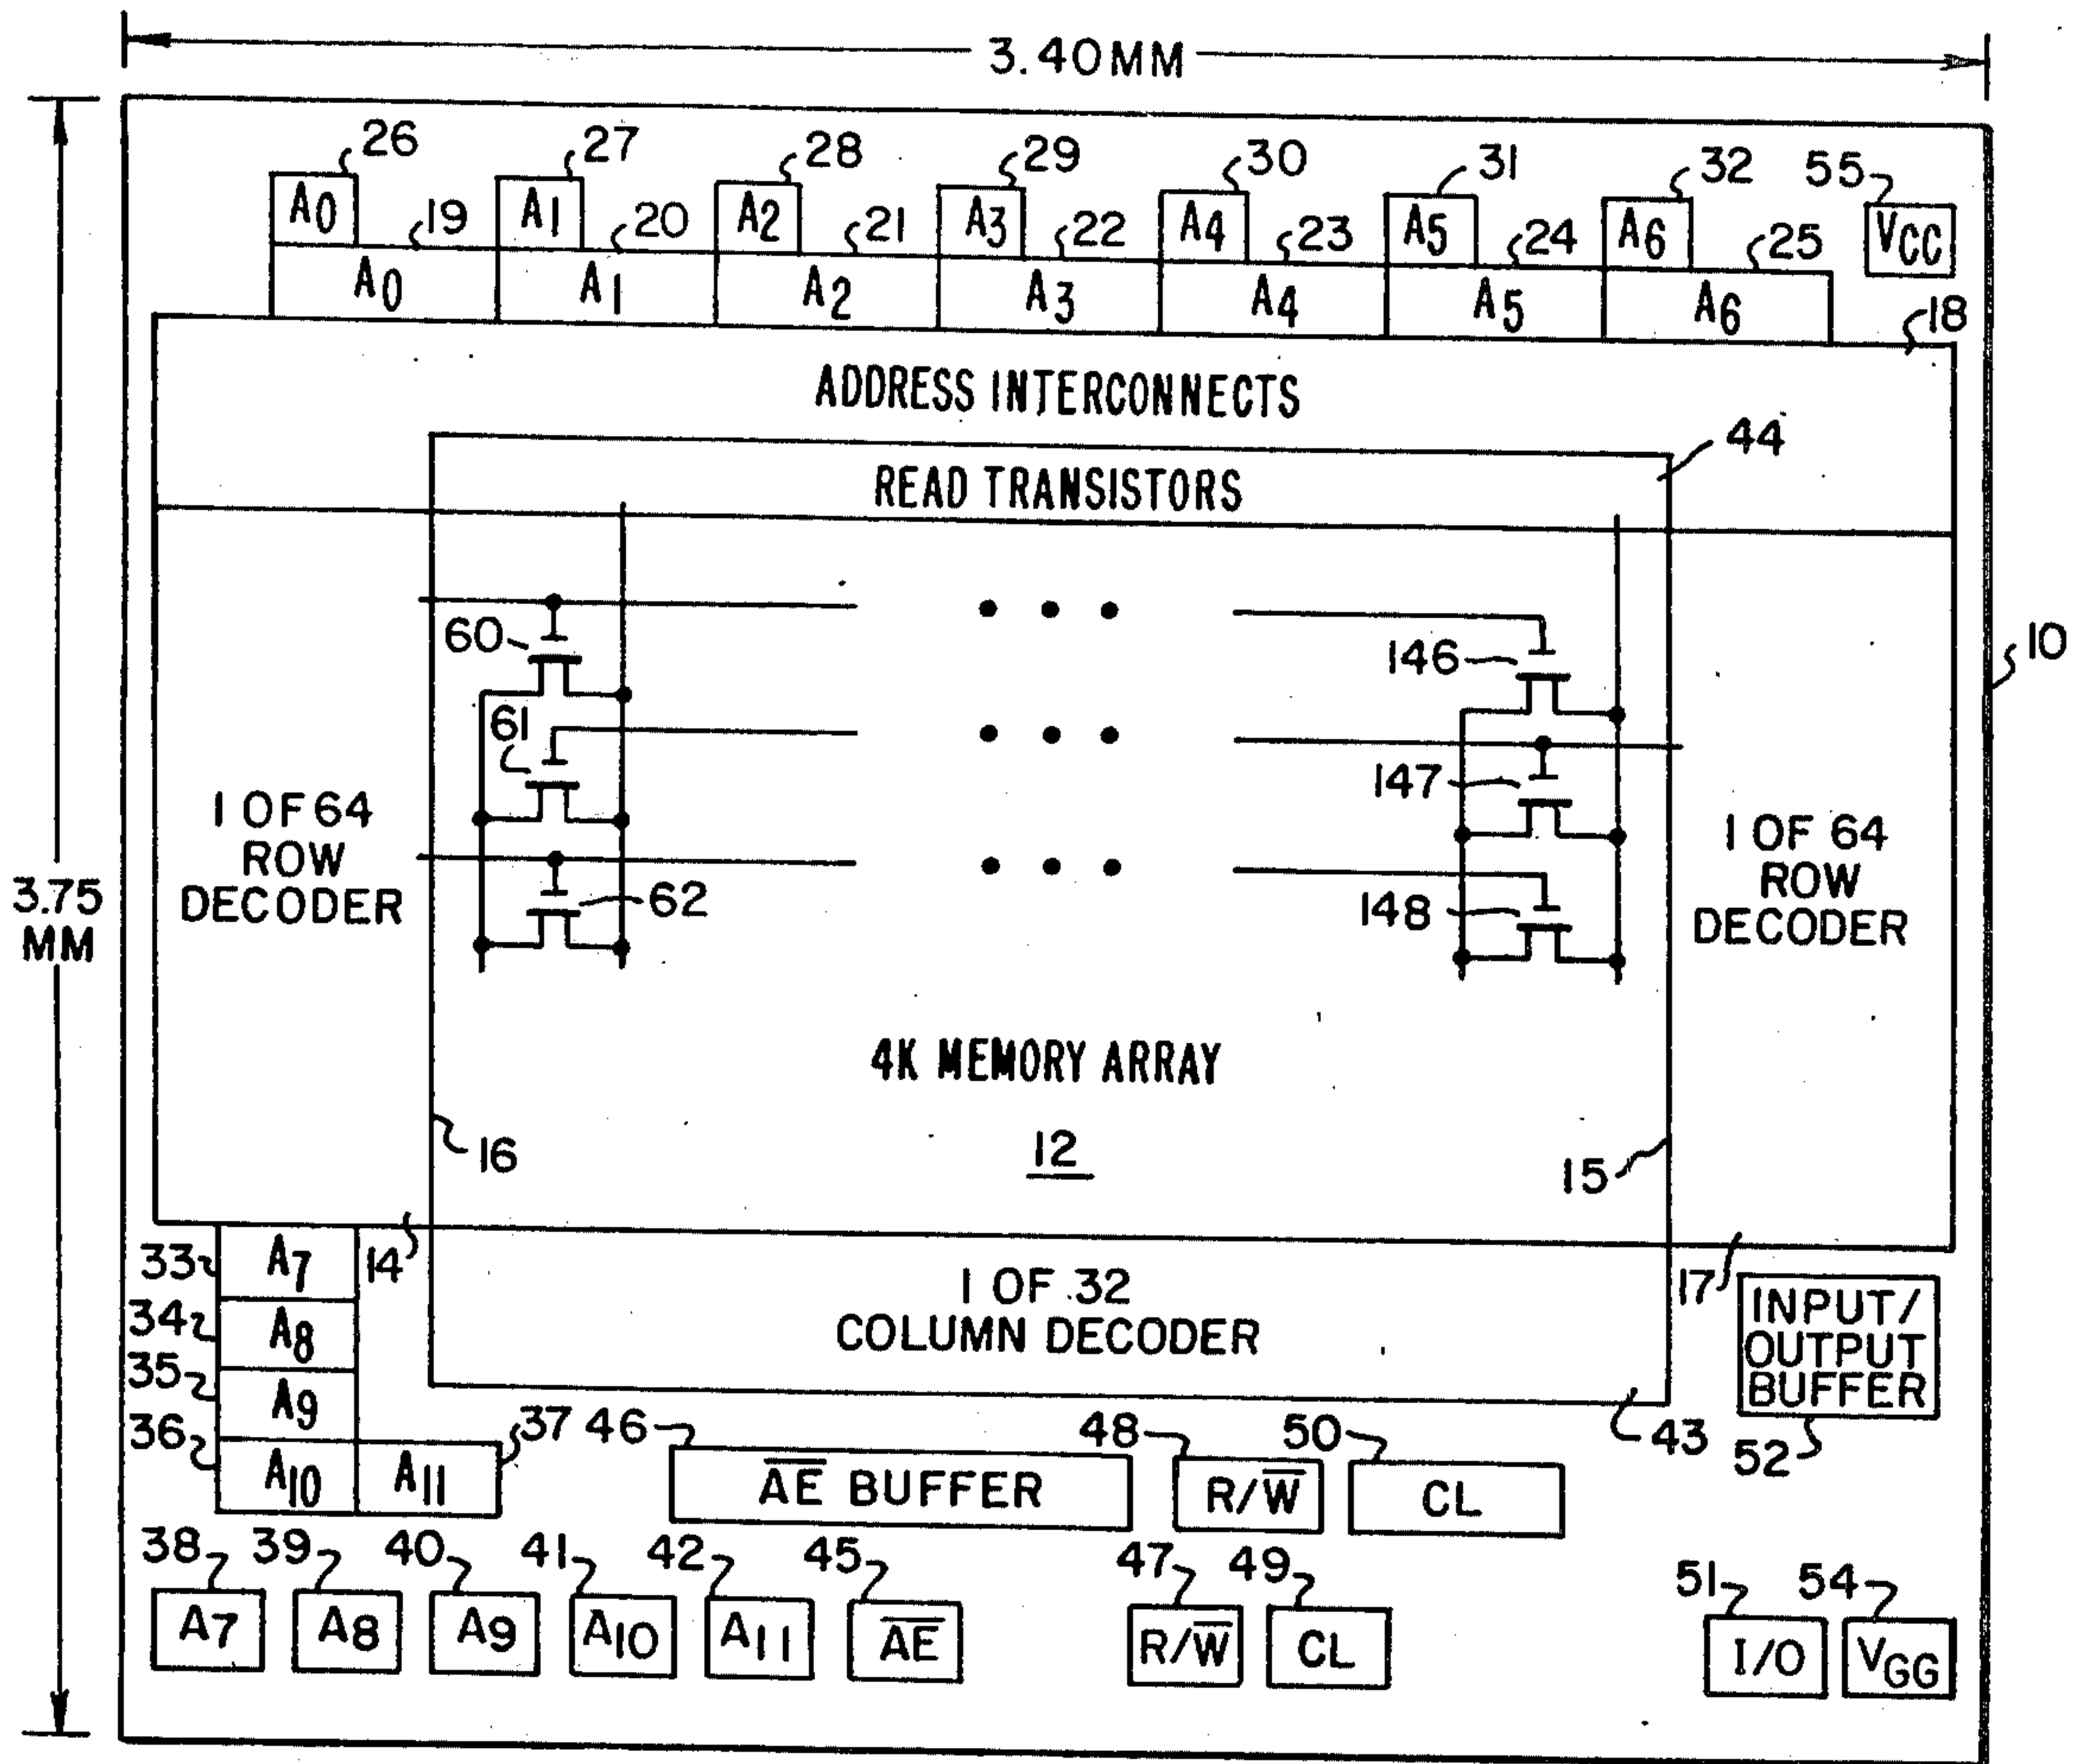 3.40MM
26 27 28 29 30 31 32 55
A0 19 A1 20 A2 21 A3 22 A4 23 A5 24 A6 25 VCC
A0 A1 A2 A3 A4 A5 A6 18
ADDRESS INTERCONNECTS
44
READ TRANSISTORS
60 146 10
61 147
1 OF 64
ROW
DECODER
62 148
1 OF 64
ROW
DECODER
3.75
MM
4K MEMORY ARRAY
16 12 15
33 A7 14 17
34 A8
35 A9
36 A10 A11 37
1 OF 32
COLUMN DECODER
43
INPUT/
OUTPUT
BUFFER
52
46 48 50
A̅E̅ BUFFER R/W̅ CL
38 39 40 41 42 45 47 49 51 54
A7 A8 A9 A10 A11 A̅E̅ R/W̅ CL I/O VGG